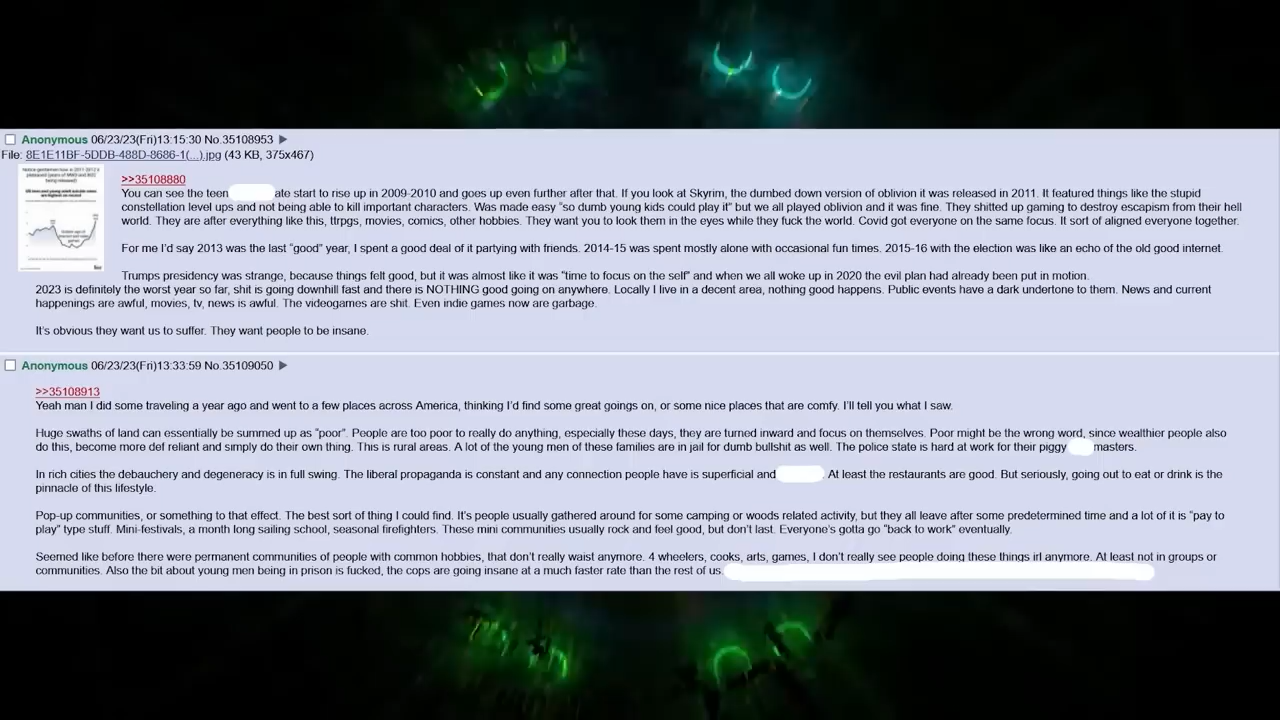 Anonymous 06/23/23(Fri)13:15:30 No.35108953 ▶
File: 8E1E11BF-5DDB-488D-8686-1(...).jpg (43 KB, 375x467)
>>35108880
You can see the teen ate start to rise up in 2009-2010 and goes up even further after that. If you look at Skyrim, the watered down version of oblivion it was released in 2011. It featured things like the stupid
constellation level ups and not being able to kill important characters. Was made easy “so dumb young kids could play it” but we all played oblivion and it was fine. They shitted up gaming to destroy escapism from their hell
world. They are after everything like this, ttrpgs, movies, comics, other hobbies. They want you to look them in the eyes while they fuck the world. Covid got everyone on the same focus. It sort of aligned everyone together.
For me I’d say 2013 was the last “good” year, I spent a good deal of it partying with friends. 2014-15 was spent mostly alone with occasional fun times. 2015-16 with the election was like an echo of the old good internet.
Trumps presidency was strange, because things felt good, but it was almost like it was “time to focus on the self” and when we all woke up in 2020 the evil plan had already been put in motion.
2023 is definitely the worst year so far, shit is going downhill fast and there is NOTHING good going on anywhere. Locally I live in a decent area, nothing good happens. Public events have a dark undertone to them. News and current
happenings are awful, movies, tv, news is awful. The videogames are shit. Even indie games now are garbage.
It’s obvious they want us to suffer. They want people to be insane.
Anonymous 06/23/23(Fri)13:33:59 No.35109050 ▶
>>35108913
Yeah man I did some traveling a year ago and went to a few places across America, thinking I’d find some great goings on, or some nice places that are comfy. I’ll tell you what I saw.
Huge swaths of land can essentially be summed up as “poor”. People are too poor to really do anything, especially these days, they are turned inward and focus on themselves. Poor might be the wrong word, since wealthier people also
do this, become more def reliant and simply do their own thing. This is rural areas. A lot of the young men of these families are in jail for dumb bullshit as well. The police state is hard at work for their piggy masters.
In rich cities the debauchery and degeneracy is in full swing. The liberal propaganda is constant and any connection people have is superficial and . At least the restaurants are good. But seriously, going out to eat or drink is the
pinnacle of this lifestyle.
Pop-up communities, or something to that effect. The best sort of thing I could find. It’s people usually gathered around for some camping or woods related activity, but they all leave after some predetermined time and a lot of it is “pay to
play” type stuff. Mini-festivals, a month long sailing school, seasonal firefighters. These mini communities usually rock and feel good, but don’t last. Everyone’s gotta go “back to work” eventually.
Seemed like before there were permanent communities of people with common hobbies, that don’t really waist anymore. 4 wheelers, cooks, arts, games, I don’t really see people doing these things irl anymore. At least not in groups or
communities. Also the bit about young men being in prison is fucked, the cops are going insane at a much faster rate than the rest of us